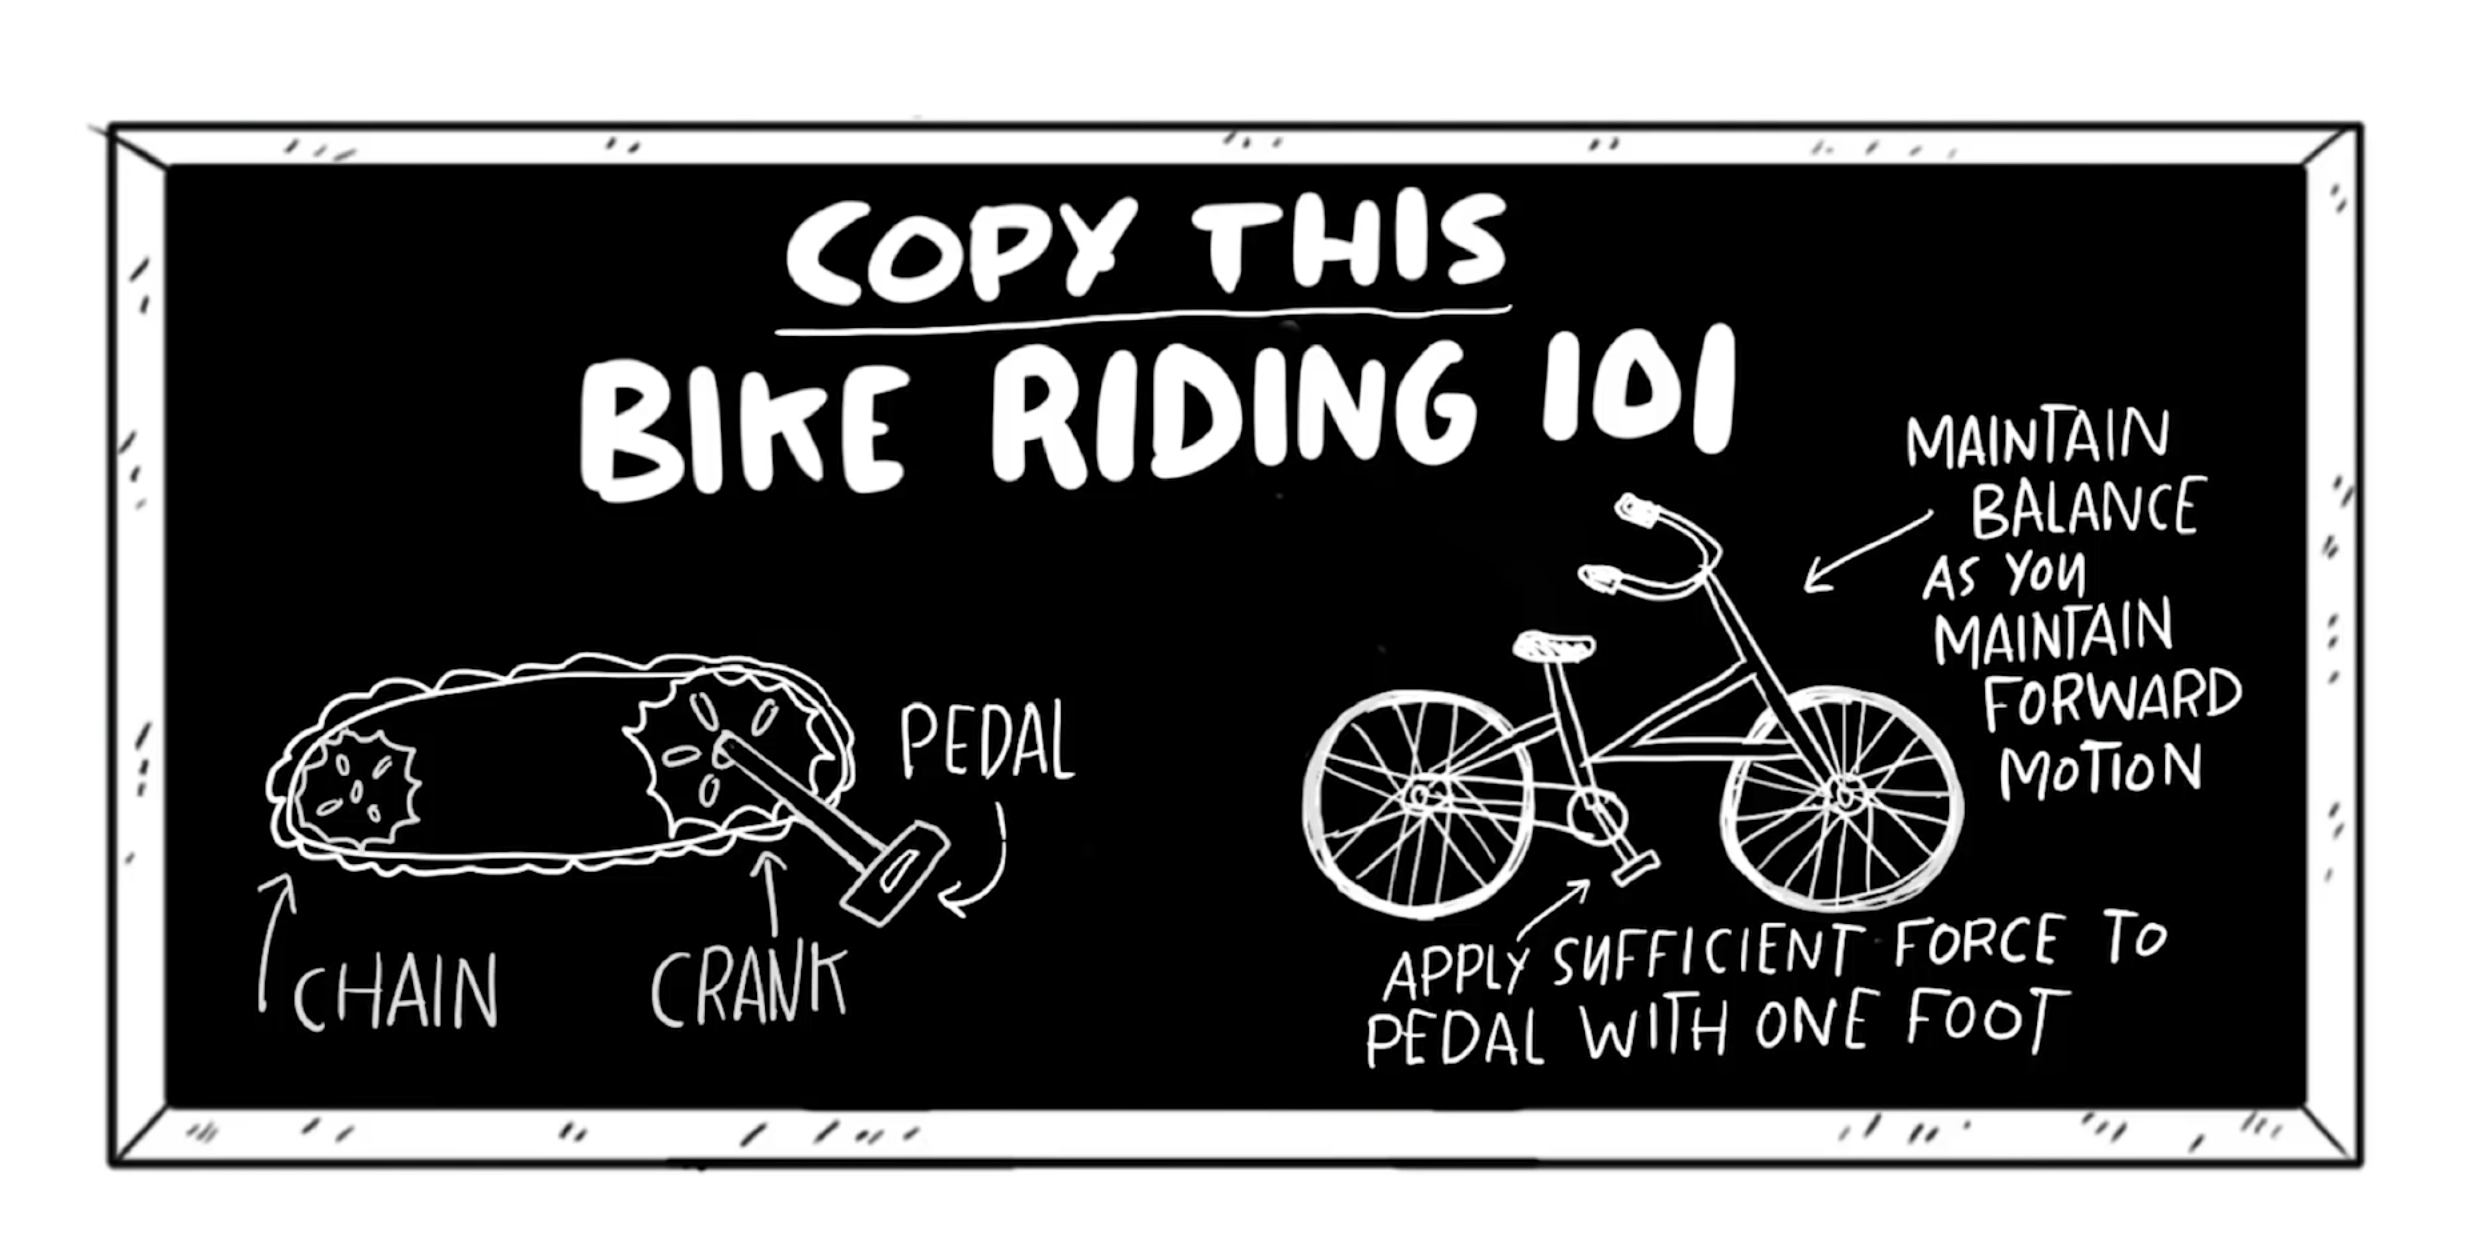 COPY THIS
BIKE RIDING 101
MAINTAIN
BALANCE
AS YOU
MAINTAIN
FORWARD
MOTION
PEDAL
CHAIN
CRANK
APPLY SUFFICIENT FORCE TO
PEDAL WITH ONE FOOT